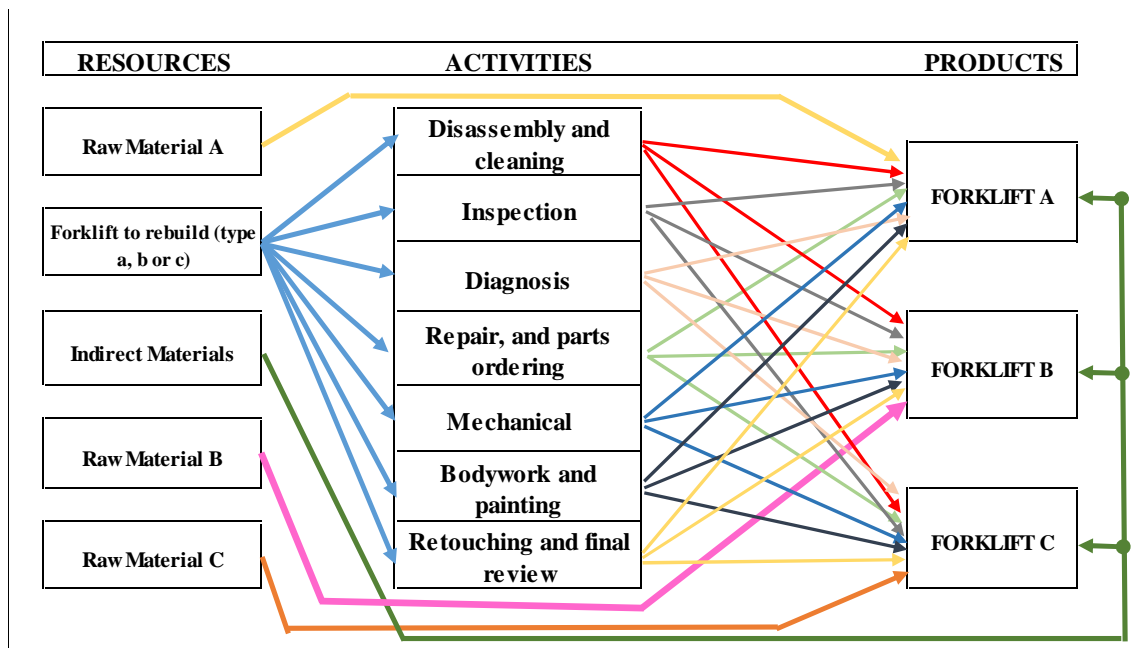 RESOURCES ACTIVITIES PRODUCTS
Raw Material A
Forklift to rebuild (type
a, b or c)
Indirect Materials
Raw Material B
Raw Material C
Disassembly and
cleaning
Inspection
Diagnosis
Repair, and parts
ordering
Mechanical
Bodywork and
painting
Retouching and final
review
FORKLIFT A
FORKLIFT B
FORKLIFT C